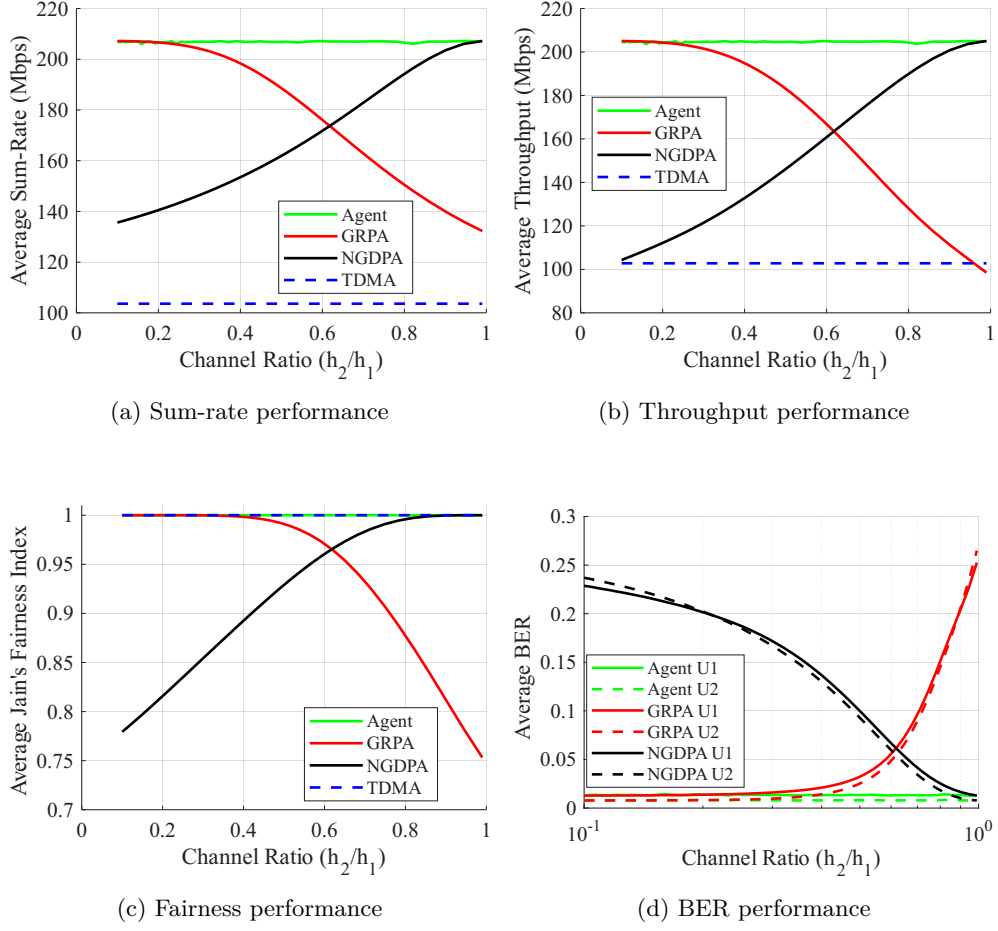 220
200
180
160
140
120
100
0
0.2
0.4
0.6
0.8
1
Average Sum-Rate (Mbps)
Channel Ratio (h₂/h₁)
Agent
GRPA
NGDPA
TDMA
(a) Sum-rate performance
220
200
180
160
140
120
100
80
0
0.2
0.4
0.6
0.8
1
Average Throughput (Mbps)
Channel Ratio (h₂/h₁)
Agent
GRPA
NGDPA
TDMA
(b) Throughput performance
1
0.95
0.9
0.85
0.8
0.75
0.7
0
0.2
0.4
0.6
0.8
1
Average Jain's Fairness Index
Channel Ratio (h₂/h₁)
Agent
GRPA
NGDPA
TDMA
(c) Fairness performance
0.3
0.25
0.2
0.15
0.1
0.05
0
10⁻¹
10⁰
Average BER
Channel Ratio (h₂/h₁)
Agent U1
Agent U2
GRPA U1
GRPA U2
NGDPA U1
NGDPA U2
(d) BER performance